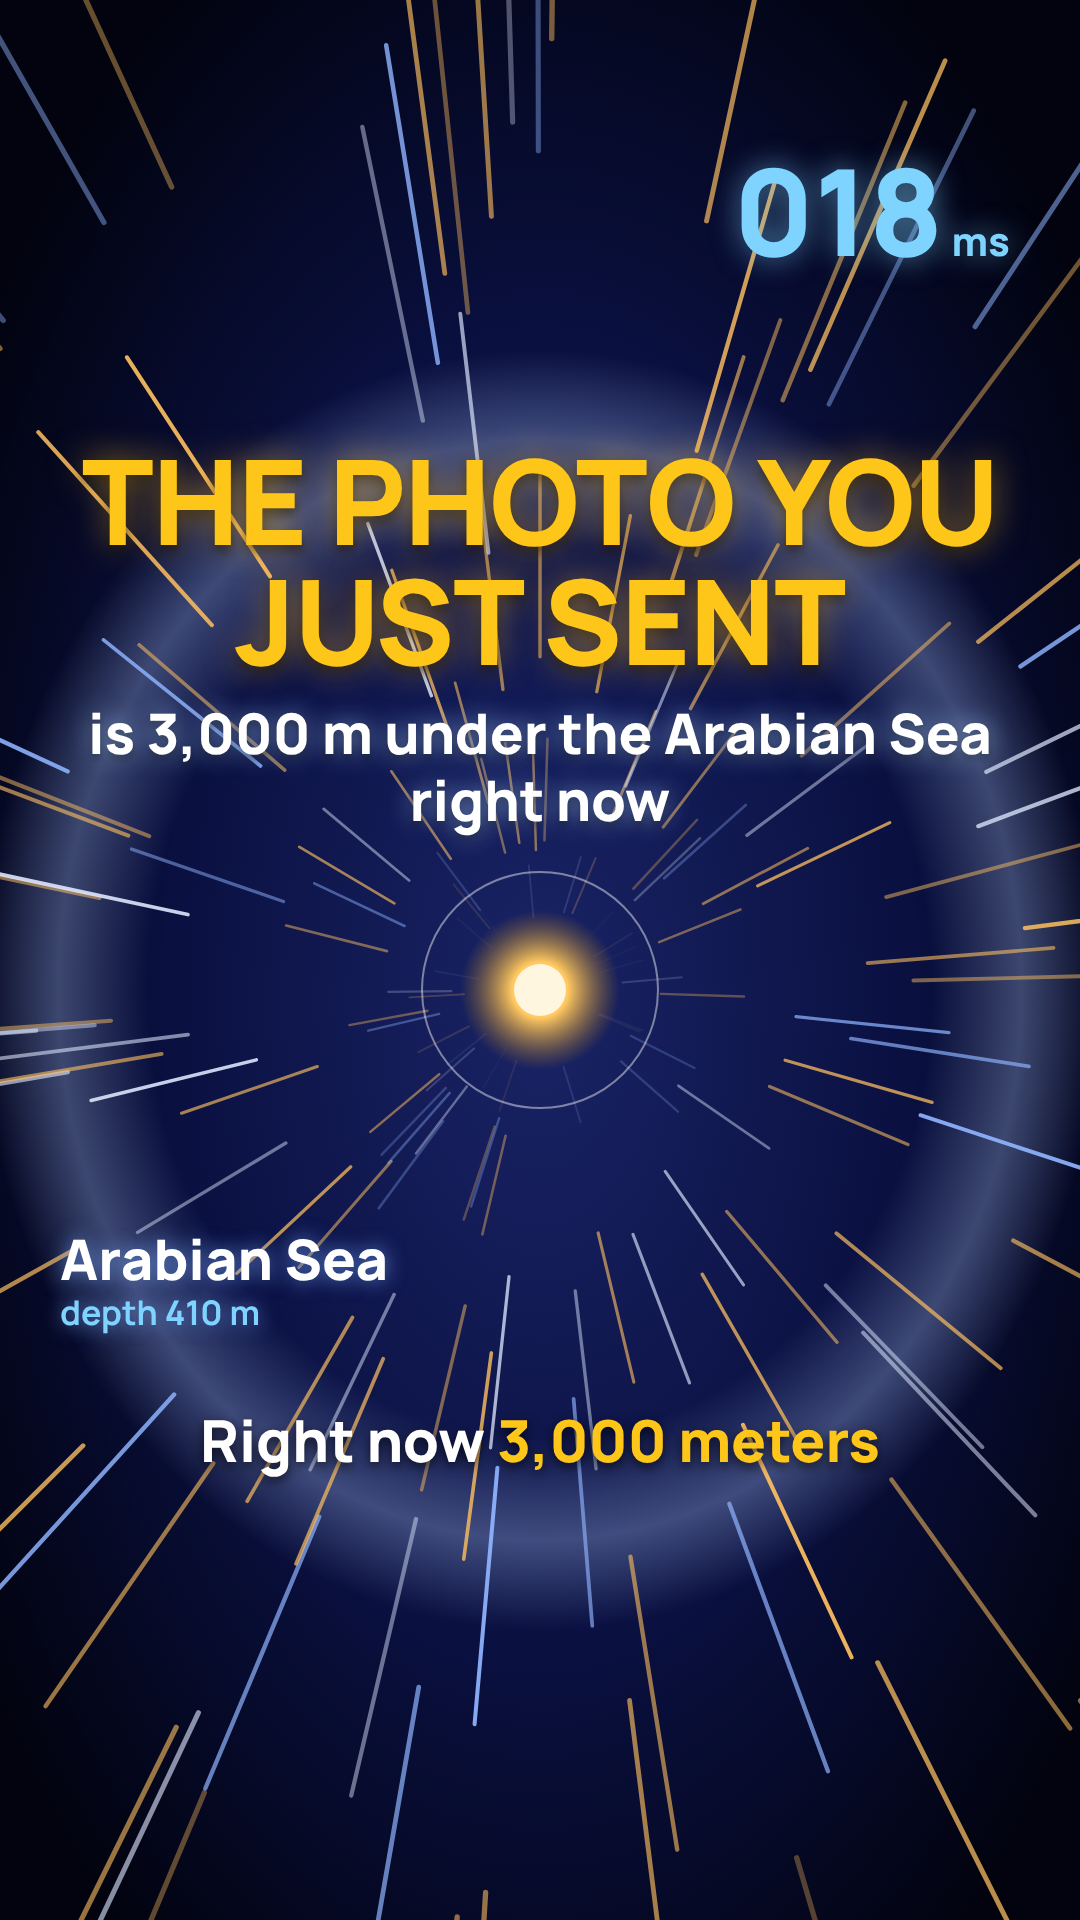 018 ms
THE PHOTO YOU
JUST SENT
is 3,000 m under the Arabian Sea
right now
Arabian Sea
depth 410 m
Right now 3,000 meters